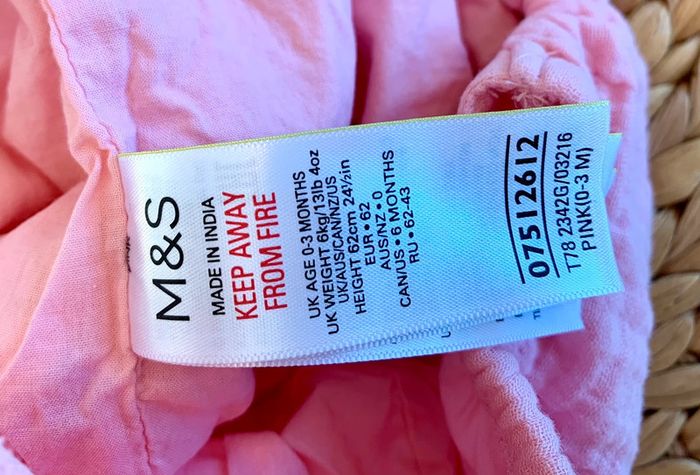 M&S
MADE IN INDIA
KEEP AWAY
FROM FIRE
UK AGE 0-3 MONTHS
UK WEIGHT 6kg/13lb 4oz
UK/AUS/CAN/NZ/US
HEIGHT 62cm 24½in
EUR•62
AUS/NZ•0
CAN/US•6 MONTHS
RU•62-43
07512612
T78 2342G/03216
PINK(0-3 M)